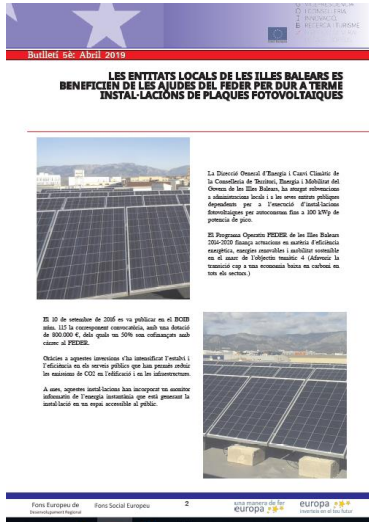 VICEPRESIDÈNCIA
I CONSELLERIA
INNOVACIÓ,
RECERCA I TURISME
Butlletí 5è: Abril 2019
LES ENTITATS LOCALS DE LES ILLES BALEARS ES
BENEFICIEN DE LES AJUDES DEL FEDER PER DUR A TERME
INSTAL·LACIONS DE PLAQUES FOTOVOLTAIQUES
La Direcció General d'Energia i Canvi Climàtic de
la Conselleria de Territori, Energia i Mobilitat del
Govern de les Illes Balears, ha atorgat subvencions
a administracions locals i a les seves entitats públiques
dependents per a l'execució d'instal·lacions
fotovoltaiques per autoconsum fins a 100 kWp de
potencia de pico.
El Programa Operatiu FEDER de les Illes Balears
2014-2020 finança actuacions en matèria d'eficiència
energètica, energies renovables i mobilitat sostenible
en el marc de l'objectiu temàtic 4 (Afavorir la
transició cap a una economia baixa en carboni en
tots els sectors.)
El 10 de setembre de 2016 es va publicar en el BOIB
núm. 115 la corresponent convocatòria, amb una dotació
de 800.000 €, dels quals un 50% son cofinançats amb
càrrec al FEDER.
Gràcies a aquestes inversions s'ha intensificat l'estalvi i
l'eficiència en els serveis públics que han permès reduir
les emissions de CO2 en l'edificació i en les infraestructures.
A mes, aquestes instal·lacions han incorporat un monitor
informatiu de l'energia instantània que està generant la
instal·lació en un espai accessible al públic.
Fons Europeu de
Desenvolupament Regional
Fons Social Europeu
2
una manera de fer
europa
europa
inverteix en el teu futur